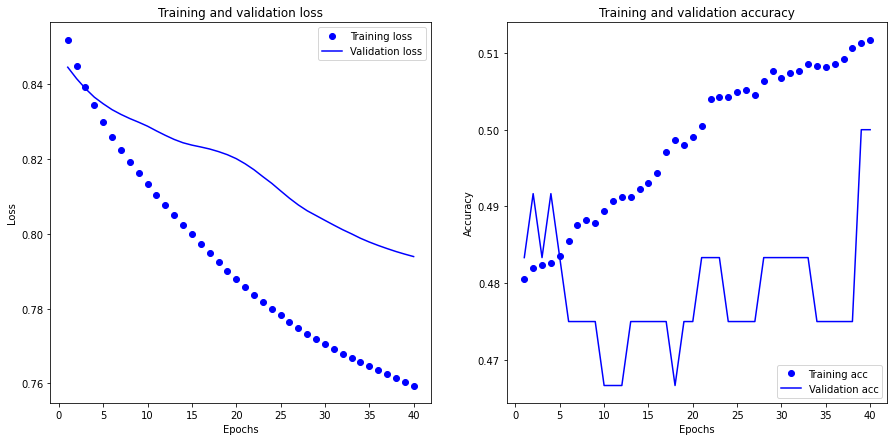 Training and validation loss
Training loss
Validation loss
0.84
0.82
0.80
0.78
0.76
Loss
0 5 10 15 20 25 30 35 40
Epochs
Training and validation accuracy
0.51
0.50
0.49
0.48
0.47
Accuracy
Training acc
Validation acc
0 5 10 15 20 25 30 35 40
Epochs